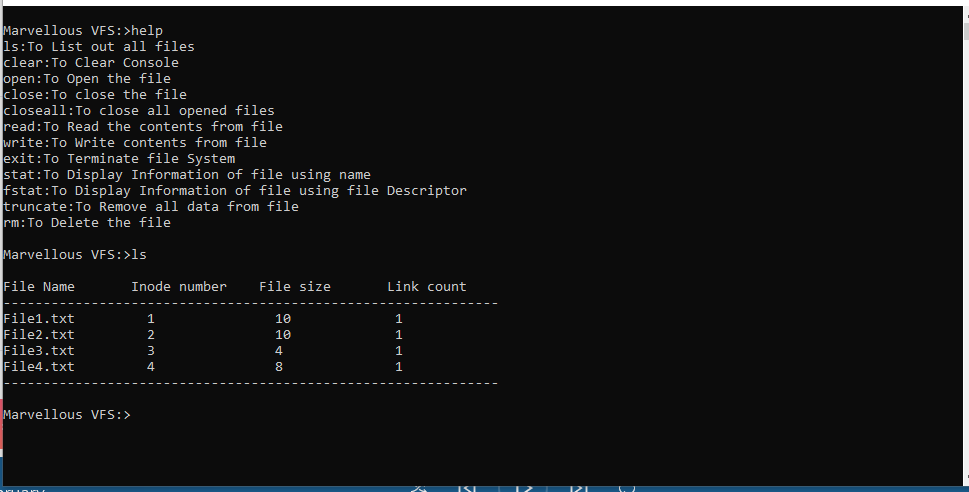 Marvellous VFS:>help
ls:To List out all files
clear:To Clear Console
open:To Open the file
close:To close the file
closeall:To close all opened files
read:To Read the contents from file
write:To Write contents from file
exit:To Terminate file System
stat:To Display Information of file using name
fstat:To Display Information of file using file Descriptor
truncate:To Remove all data from file
rm:To Delete the file
Marvellous VFS:>ls
File Name Inode number File size Link count
--------------------------------------------------------------
File1.txt 1 10 1
File2.txt 2 10 1
File3.txt 3 4 1
File4.txt 4 8 1
--------------------------------------------------------------
Marvellous VFS:>